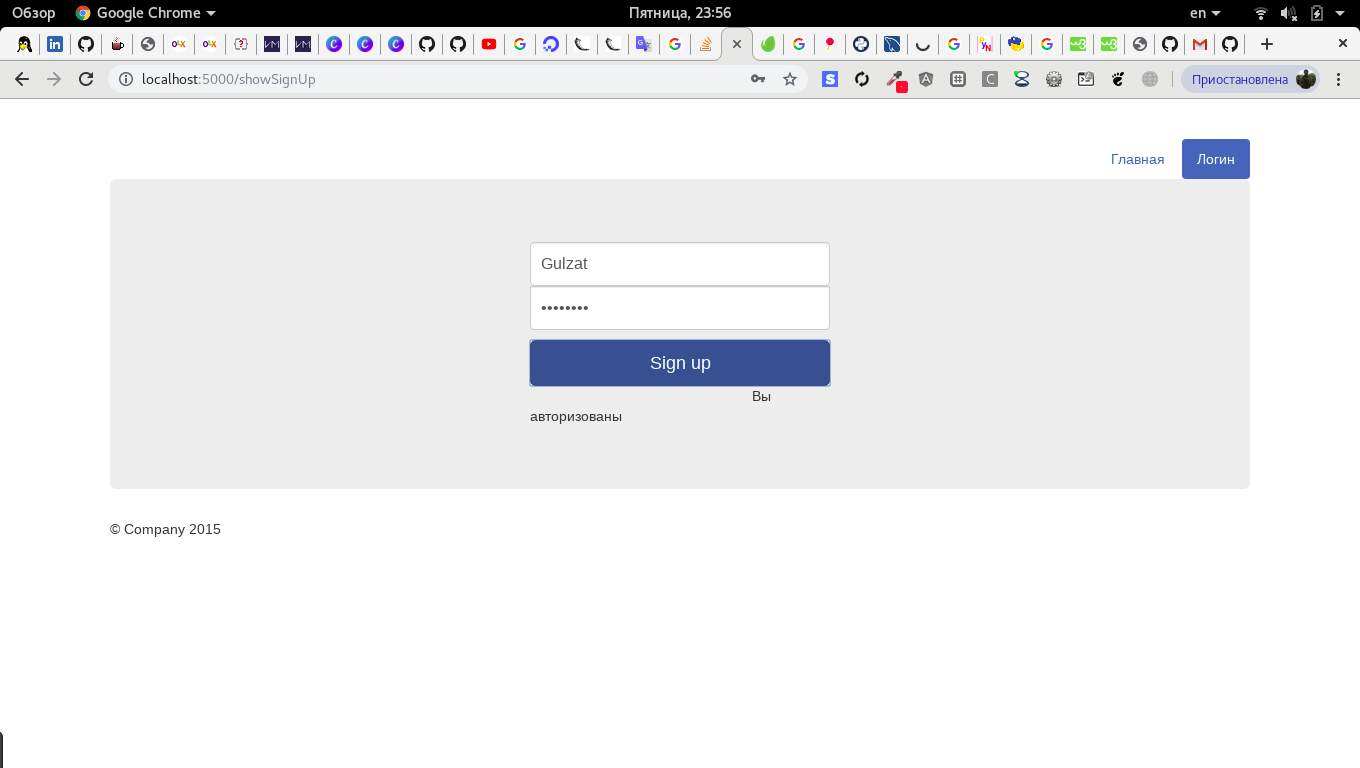 Обзор Google Chrome Пятница, 23:56 en
localhost:5000/showSignUp Приостановлена
Главная Логин
Gulzat
••••••••
Sign up
Вы
авторизованы
© Company 2015